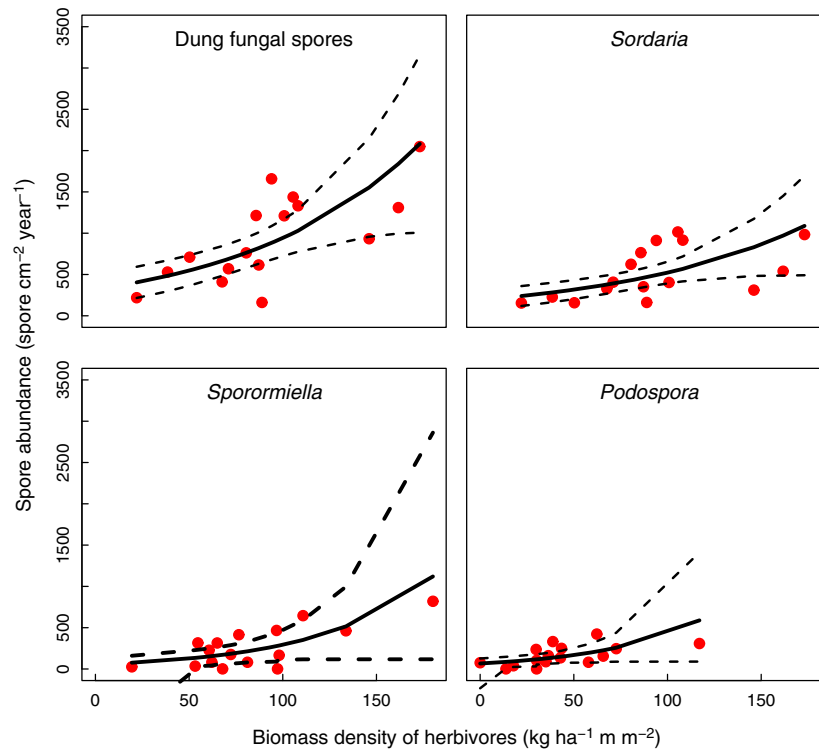 Dung fungal spores
Sordaria
3500
2500
1500
500
0
Sporormiella
Podospora
3500
2500
1500
500
0
0 50 100 150
0 50 100 150
Spore abundance (spore cm⁻² year⁻¹)
Biomass density of herbivores (kg ha⁻¹ m m⁻²)